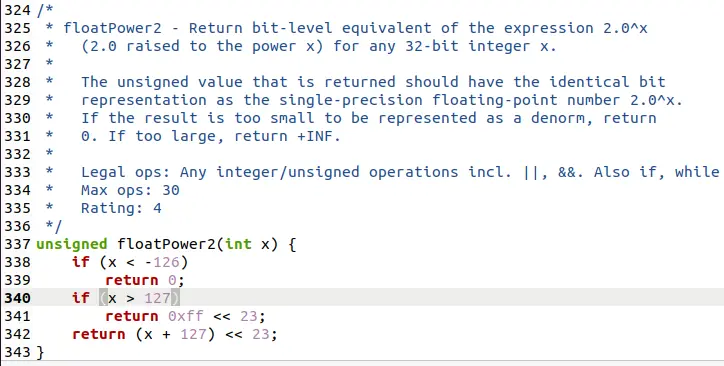 324 /*
325  * floatPower2 - Return bit-level equivalent of the expression 2.0^x
326  *   (2.0 raised to the power x) for any 32-bit integer x.
327  *
328  *   The unsigned value that is returned should have the identical bit
329  *   representation as the single-precision floating-point number 2.0^x.
330  *   If the result is too small to be represented as a denorm, return
331  *   0. If too large, return +INF.
332  *
333  *   Legal ops: Any integer/unsigned operations incl. ||, &&. Also if, while
334  *   Max ops: 30
335  *   Rating: 4
336  */
337 unsigned floatPower2(int x) {
338     if (x < -126)
339         return 0;
340     if (x > 127)
341         return 0xff << 23;
342     return (x + 127) << 23;
343 }